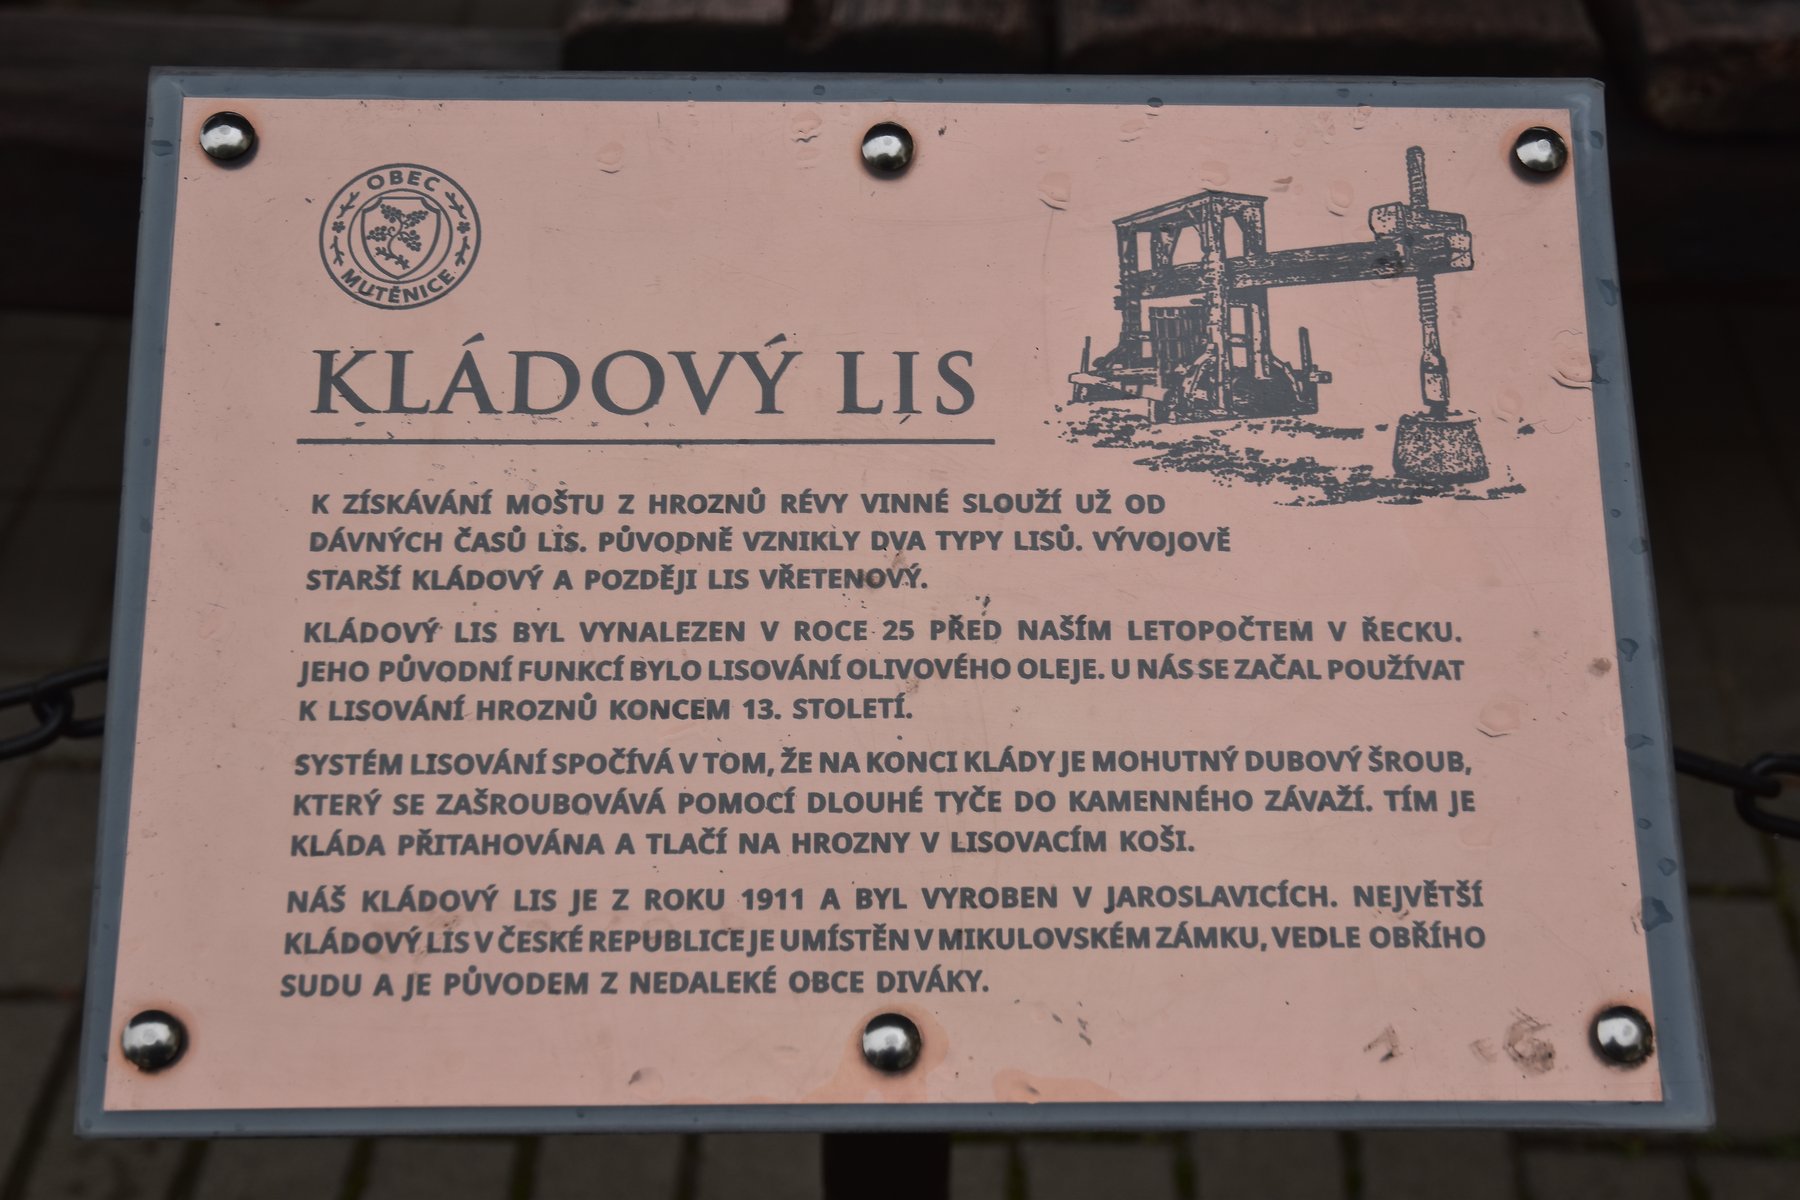 OBEC
MUTĚNICE
KLÁDOVÝ LIS
K ZÍSKÁVÁNÍ MOŠTU Z HROZNŮ RÉVY VINNÉ SLOUŽÍ UŽ OD
DÁVNÝCH ČASŮ LIS. PŮVODNĚ VZNIKLY DVA TYPY LISŮ. VÝVOJOVĚ
STARŠÍ KLÁDOVÝ A POZDĚJI LIS VŘETENOVÝ.
KLÁDOVÝ LIS BYL VYNALEZEN V ROCE 25 PŘED NAŠÍM LETOPOČTEM V ŘECKU.
JEHO PŮVODNÍ FUNKCÍ BYLO LISOVÁNÍ OLIVOVÉHO OLEJE. U NÁS SE ZAČAL POUŽÍVAT
K LISOVÁNÍ HROZNŮ KONCEM 13. STOLETÍ.
SYSTÉM LISOVÁNÍ SPOČÍVÁ V TOM, ŽE NA KONCI KLÁDY JE MOHUTNÝ DUBOVÝ ŠROUB,
KTERÝ SE ZAŠROUBOVÁVÁ POMOCÍ DLOUHÉ TYČE DO KAMENNÉHO ZÁVAŽÍ. TÍM JE
KLÁDA PŘITAHOVÁNA A TLAČÍ NA HROZNY V LISOVACÍM KOŠI.
NÁŠ KLÁDOVÝ LIS JE Z ROKU 1911 A BYL VYROBEN V JAROSLAVICÍCH. NEJVĚTŠÍ
KLÁDOVÝ LIS V ČESKÉ REPUBLICE JE UMÍSTĚN V MIKULOVSKÉM ZÁMKU, VEDLE OBŘÍHO
SUDU A JE PŮVODEM Z NEDALEKÉ OBCE DIVÁKY.